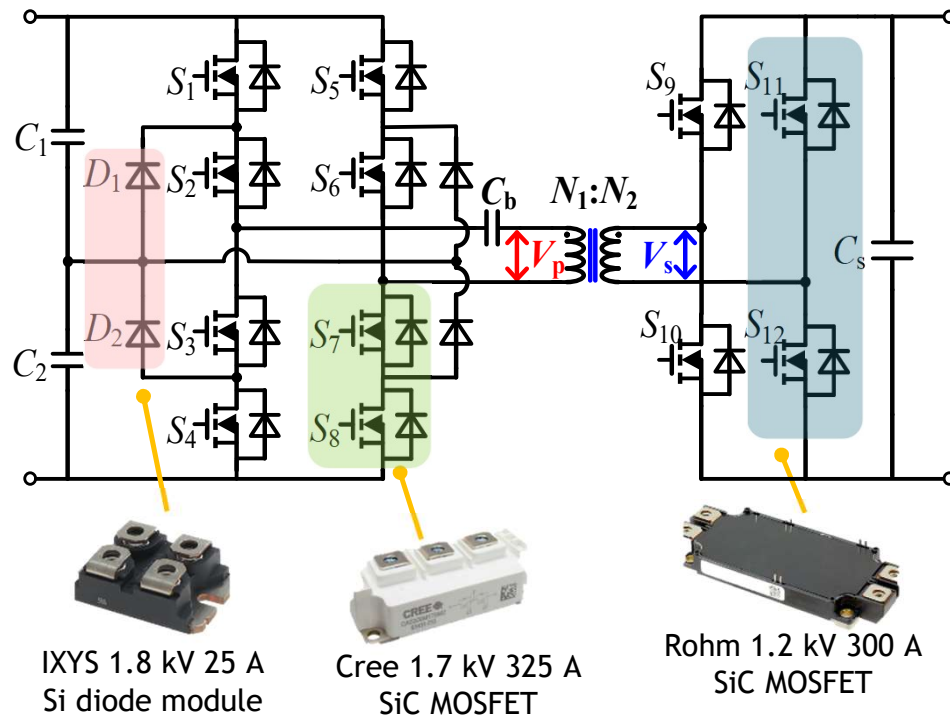 S1
S5
S9
S11
C1
D1
S2
S6
Cb
N1:N2
Vp
Vs
Cs
D2
S3
S7
S10
S12
C2
S4
S8
CREE
IXYS 1.8 kV 25 A
Si diode module
Cree 1.7 kV 325 A
SiC MOSFET
Rohm 1.2 kV 300 A
SiC MOSFET